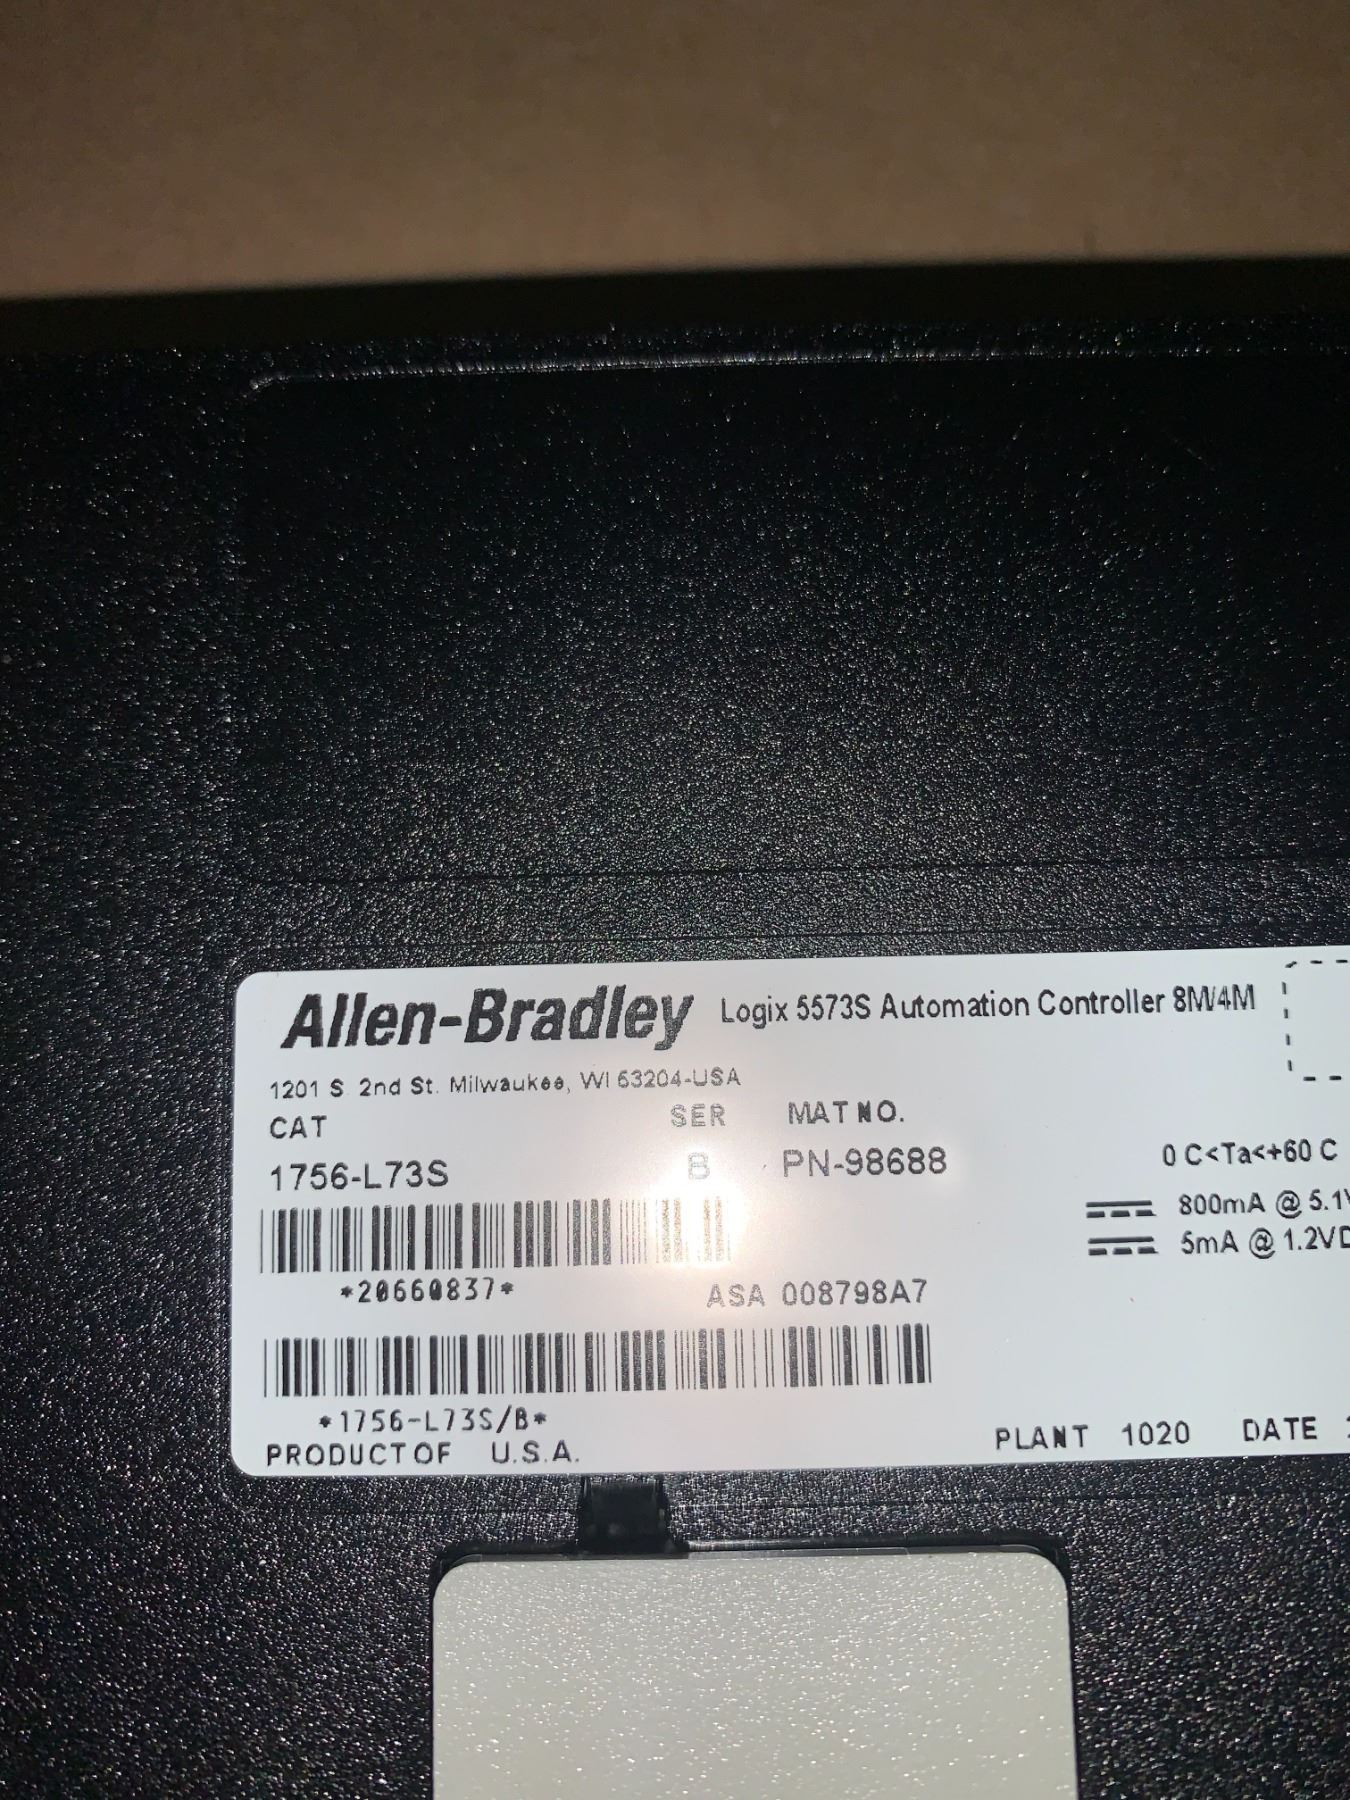 Allen-Bradley Logix 5573S Automation Controller 8M/4M
1201 S 2nd St. Milwaukee, WI 53204-USA
CAT SER MAT NO.
1756-L73S B PN-98688 0 C<Ta<+60 C
800mA @ 5.1V
5mA @ 1.2VD
*20660837* ASA 008798A7
*1756-L73S/B*
PRODUCT OF U.S.A. PLANT 1020 DATE